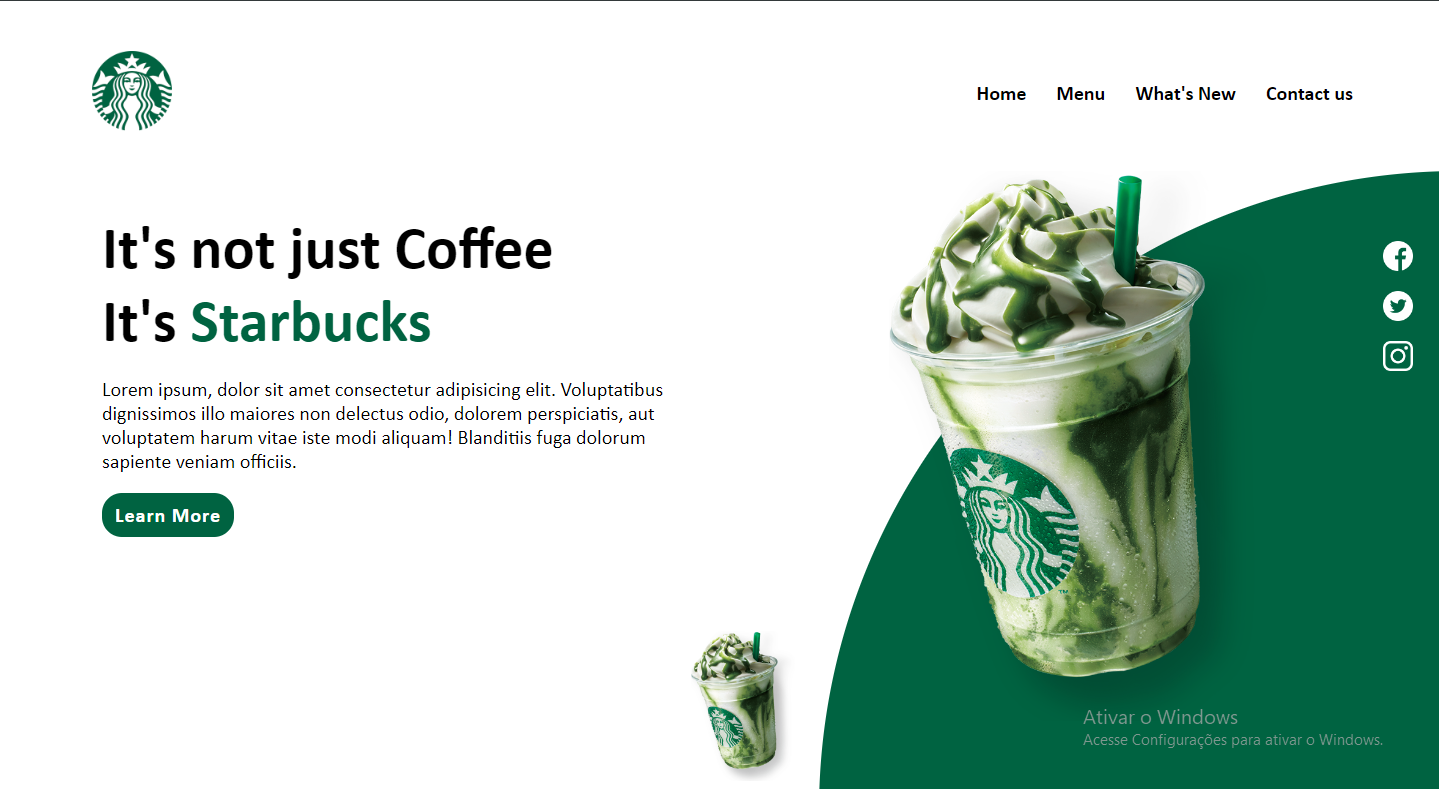 Home Menu What's New Contact us
It's not just Coffee
It's Starbucks
Lorem ipsum, dolor sit amet consectetur adipisicing elit. Voluptatibus
dignissimos illo maiores non delectus odio, dolorem perspiciatis, aut
voluptatem harum vitae iste modi aliquam! Blanditiis fuga dolorum
sapiente veniam officiis.
Learn More
TM
Ativar o Windows
Acesse Configurações para ativar o Windows.